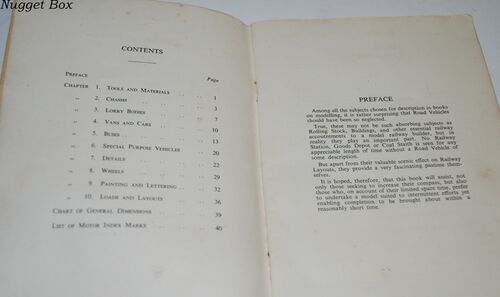 Nugget Box
CONTENTS
Page
PREFACE
CHAPTER 1. TOOLS AND MATERIALS . . . 1
" 2. CHASSIS . . . 3
" 3. LORRY BODIES . . . 7
" 4. VANS AND CARS . . . 10
" 5. BUSES . . . 13
" 6. SPECIAL PURPOSE VEHICLES . . . 20
" 7. DETAILS . . . 22
" 8. WHEELS . . . 29
" 9. PAINTING AND LETTERING . . . 32
" 10. LOADS AND LAYOUTS . . . 36
CHART OF GENERAL DIMENSIONS . . . 39
LIST OF MOTOR INDEX MARKS . . . 40
PREFACE
Among all the subjects chosen for description in books
on modelling, it is rather surprising that Road Vehicles
should have been so neglected.
True, these may not be such absorbing subjects as
Rolling Stock, Buildings, and other essential railway
accoutrements to a model railway builder, but in
reality they play an important part. No Railway
Station, Goods Depot or Coal Staith is seen for any
appreciable length of time without a Road Vehicle of
some description.
But apart from their valuable scenic effect on Railway
Layouts, they provide a very fascinating pastime them-
selves.
It is hoped, therefore, that this book will assist, not
only those seeking to increase their compass, but also
those who, on account of their limited spare time, prefer
to undertake a model suited to intermittent efforts yet
enabling completion to be brought about within a
reasonably short time.